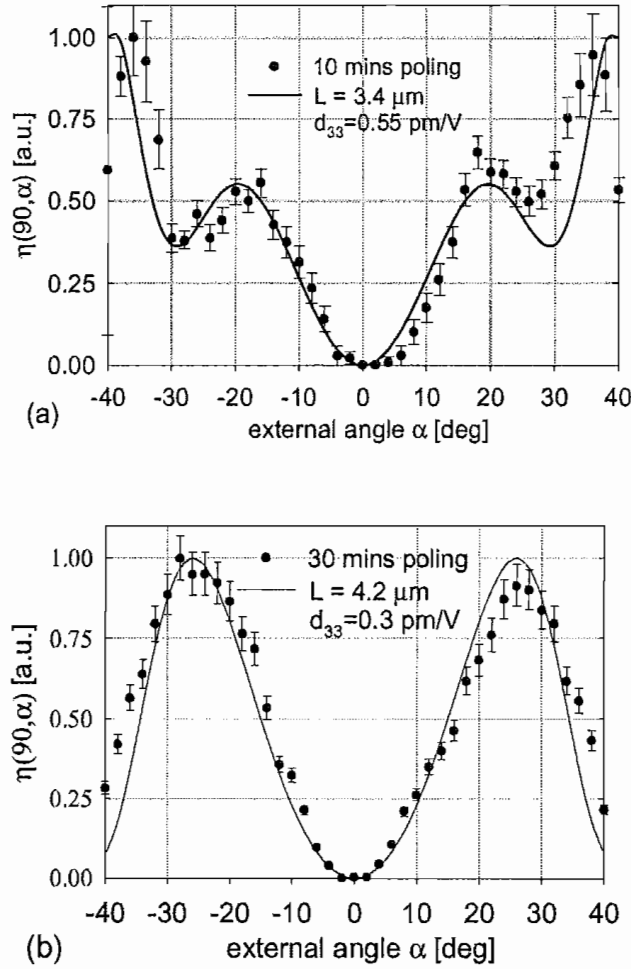 1.00
0.75
0.50
0.25
0.00
η(90,α) [a.u.]
10 mins poling
L = 3.4 μm
d33=0.55 pm/V
-40 -30 -20 -10 0 10 20 30 40
(a)
external angle α [deg]
1.00
0.75
0.50
0.25
0.00
η(90,α) [a.u.]
30 mins poling
L = 4.2 μm
d33=0.3 pm/V
-40 -30 -20 -10 0 10 20 30 40
(b)
external angle α [deg]